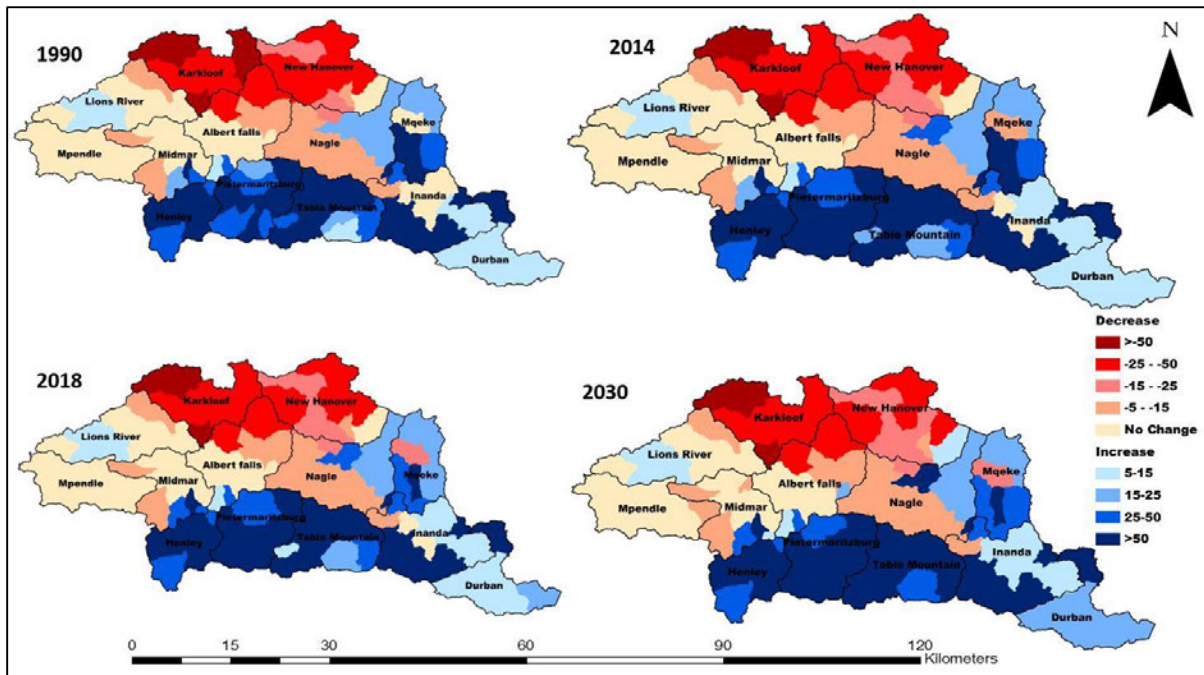 1990
Karkloof
New Hanover
Lions River
Mqeke
Albert falls
Mpendle
Midmar
Nagle
Pietermaritzburg
Inanda
Henley
Table Mountain
Durban
2014
Karkloof
New Hanover
Lions River
Mqeke
Albert falls
Mpendle
Midmar
Nagle
Pietermaritzburg
Inanda
Henley
Table Mountain
Durban
N
Decrease
>-50
-25 - -50
-15 - -25
-5 - -15
No Change
Increase
5-15
15-25
25-50
>50
2018
Karkloof
New Hanover
Lions River
Mqeke
Albert falls
Mpendle
Midmar
Nagle
Pietermaritzburg
Inanda
Henley
Table Mountain
Durban
2030
Karkloof
New Hanover
Lions River
Mqeke
Albert falls
Mpendle
Midmar
Nagle
Pietermaritzburg
Inanda
Henley
Table Mountain
Durban
0 15 30 60 90 120
Kilometers